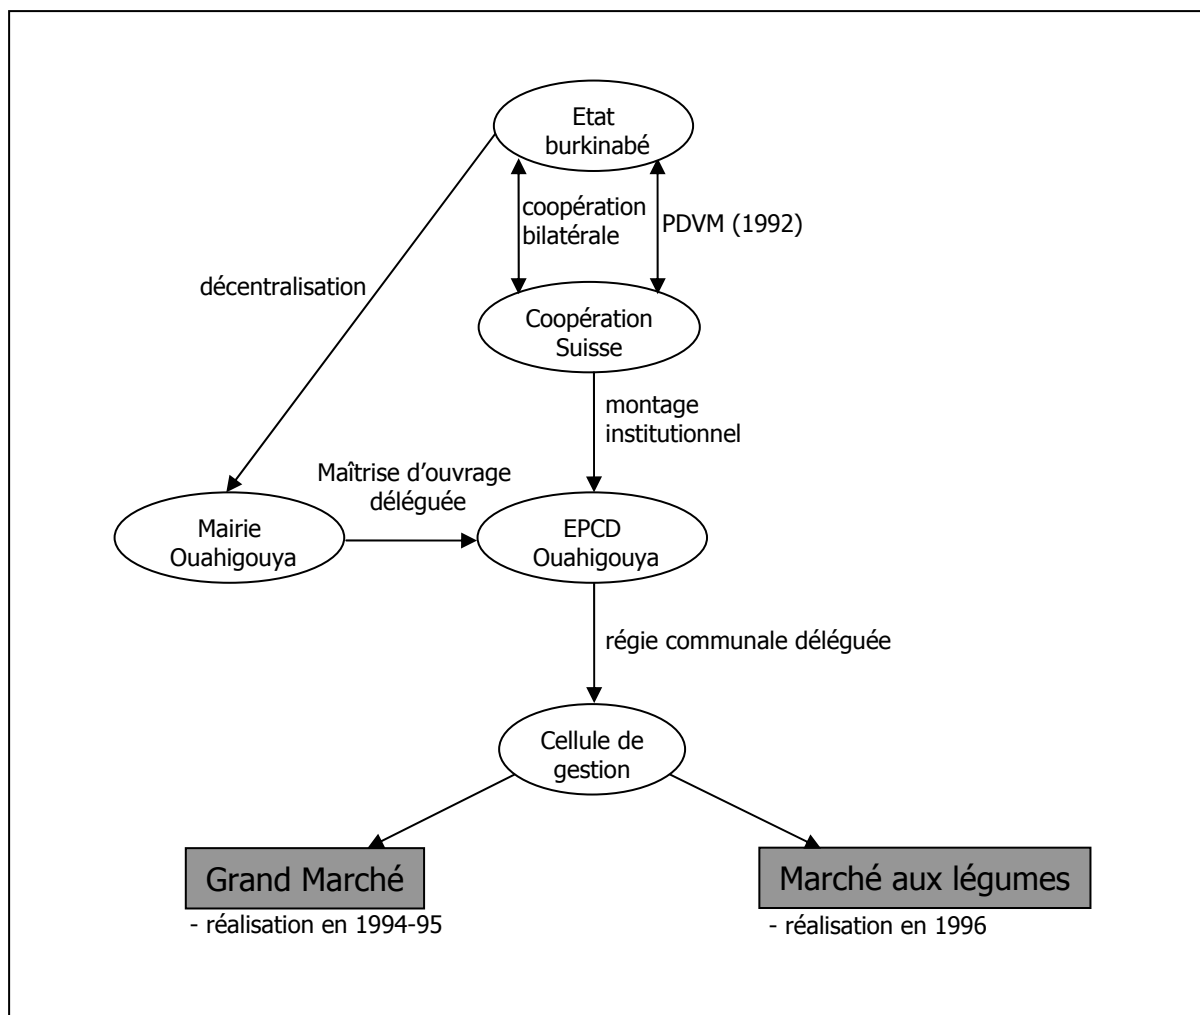 Etat
burkinabé
coopération
bilatérale
PDVM (1992)
décentralisation
Coopération
Suisse
montage
institutionnel
Maîtrise d’ouvrage
déléguée
Mairie
Ouahigouya
EPCD
Ouahigouya
régie communale déléguée
Cellule de
gestion
Grand Marché
- réalisation en 1994-95
Marché aux légumes
- réalisation en 1996